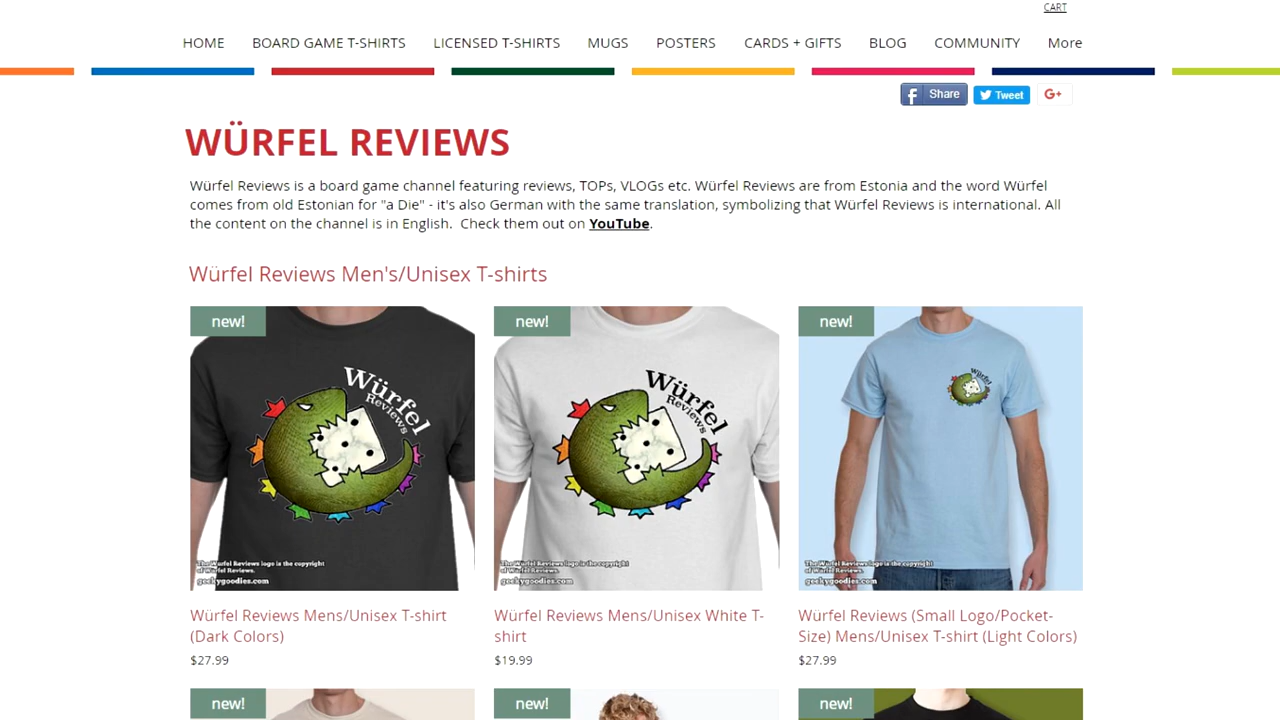 CART
HOME BOARD GAME T-SHIRTS LICENSED T-SHIRTS MUGS POSTERS CARDS + GIFTS BLOG COMMUNITY More
Share Tweet G+
WÜRFEL REVIEWS
Würfel Reviews is a board game channel featuring reviews, TOPs, VLOGs etc. Würfel Reviews are from Estonia and the word Würfel
comes from old Estonian for "a Die" - it's also German with the same translation, symbolizing that Würfel Reviews is international. All
the content on the channel is in English.  Check them out on YouTube.
Würfel Reviews Men's/Unisex T-shirts
new! new! new!
Würfel
Reviews
Würfel
Reviews
Würfel
The Würfel Reviews logo is the copyright
of Würfel Reviews.
geekygoodies.com
The Würfel Reviews logo is the copyright
of Würfel Reviews.
geekygoodies.com
The Würfel Reviews logo is the copyright
of Würfel Reviews.
geekygoodies.com
Würfel Reviews Mens/Unisex T-shirt
(Dark Colors)
$27.99
Würfel Reviews Mens/Unisex White T-
shirt
$19.99
Würfel Reviews (Small Logo/Pocket-
Size) Mens/Unisex T-shirt (Light Colors)
$27.99
new! new! new!